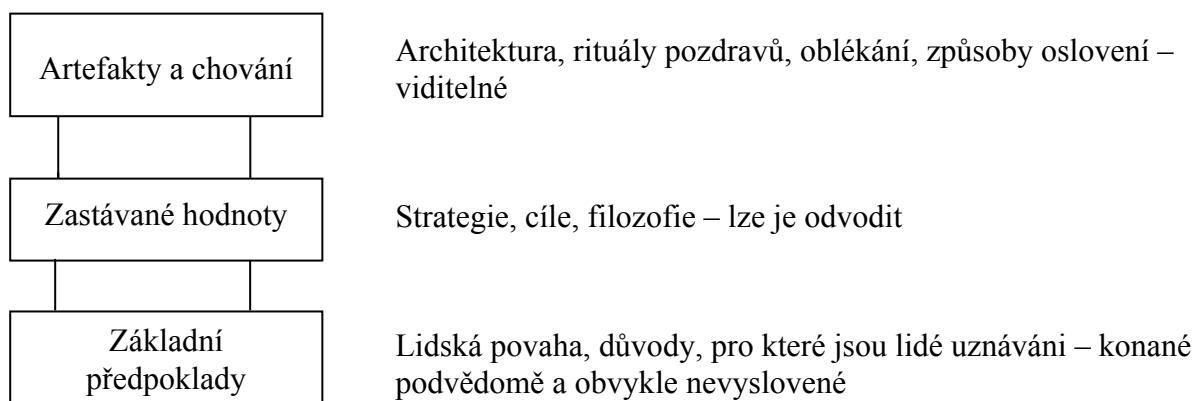 Artefakty a chování
Architektura, rituály pozdravů, oblékání, způsoby oslovení –
viditelné
Zastávané hodnoty
Strategie, cíle, filozofie – lze je odvodit
Základní
předpoklady
Lidská povaha, důvody, pro které jsou lidé uznáváni – konané
podvědomě a obvykle nevyslovené